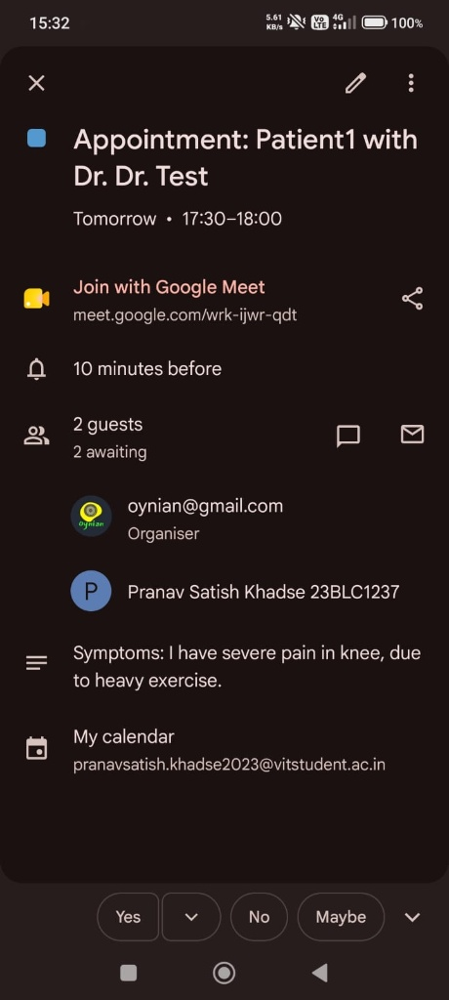 15:32
5.61 KB/s
VO LTE
4G
100%
Appointment: Patient1 with
Dr. Dr. Test
Tomorrow • 17:30–18:00
Join with Google Meet
meet.google.com/wrk-ijwr-qdt
10 minutes before
2 guests
2 awaiting
Oynian
oynian@gmail.com
Organiser
P
Pranav Satish Khadse 23BLC1237
Symptoms: I have severe pain in knee, due
to heavy exercise.
My calendar
pranavsatish.khadse2023@vitstudent.ac.in
Yes
No
Maybe